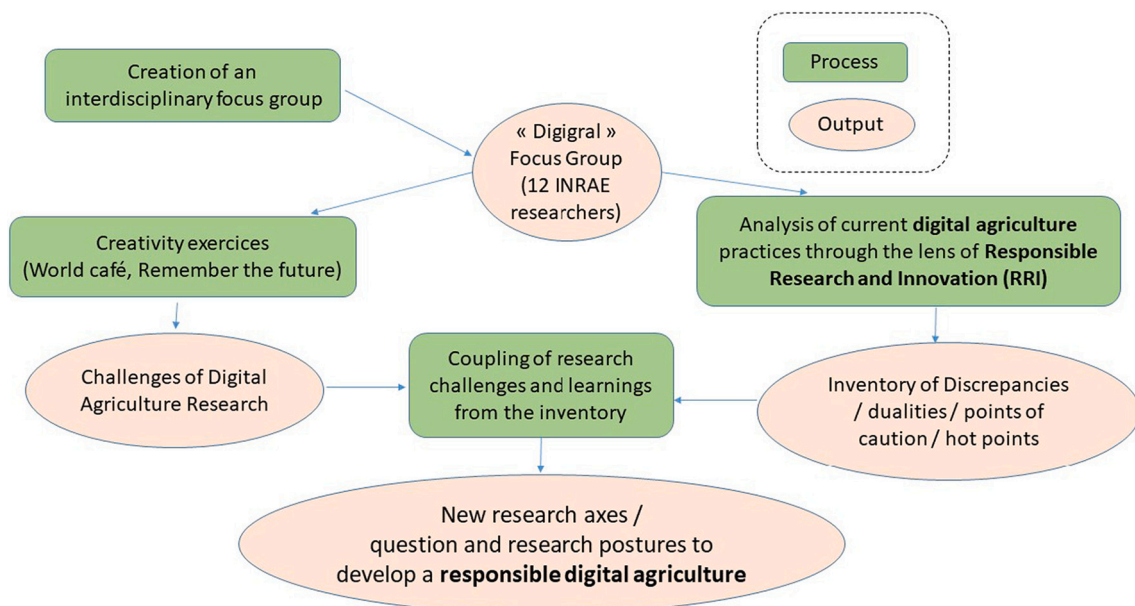 Creation of an
interdisciplinary focus group
Process
Output
« Digigral »
Focus Group
(12 INRAE
researchers)
Creativity exercices
(World café, Remember the future)
Analysis of current digital agriculture
practices through the lens of Responsible
Research and Innovation (RRI)
Challenges of Digital
Agriculture Research
Coupling of research
challenges and learnings
from the inventory
Inventory of Discrepancies
/ dualities / points of
caution / hot points
New research axes /
question and research postures to
develop a responsible digital agriculture